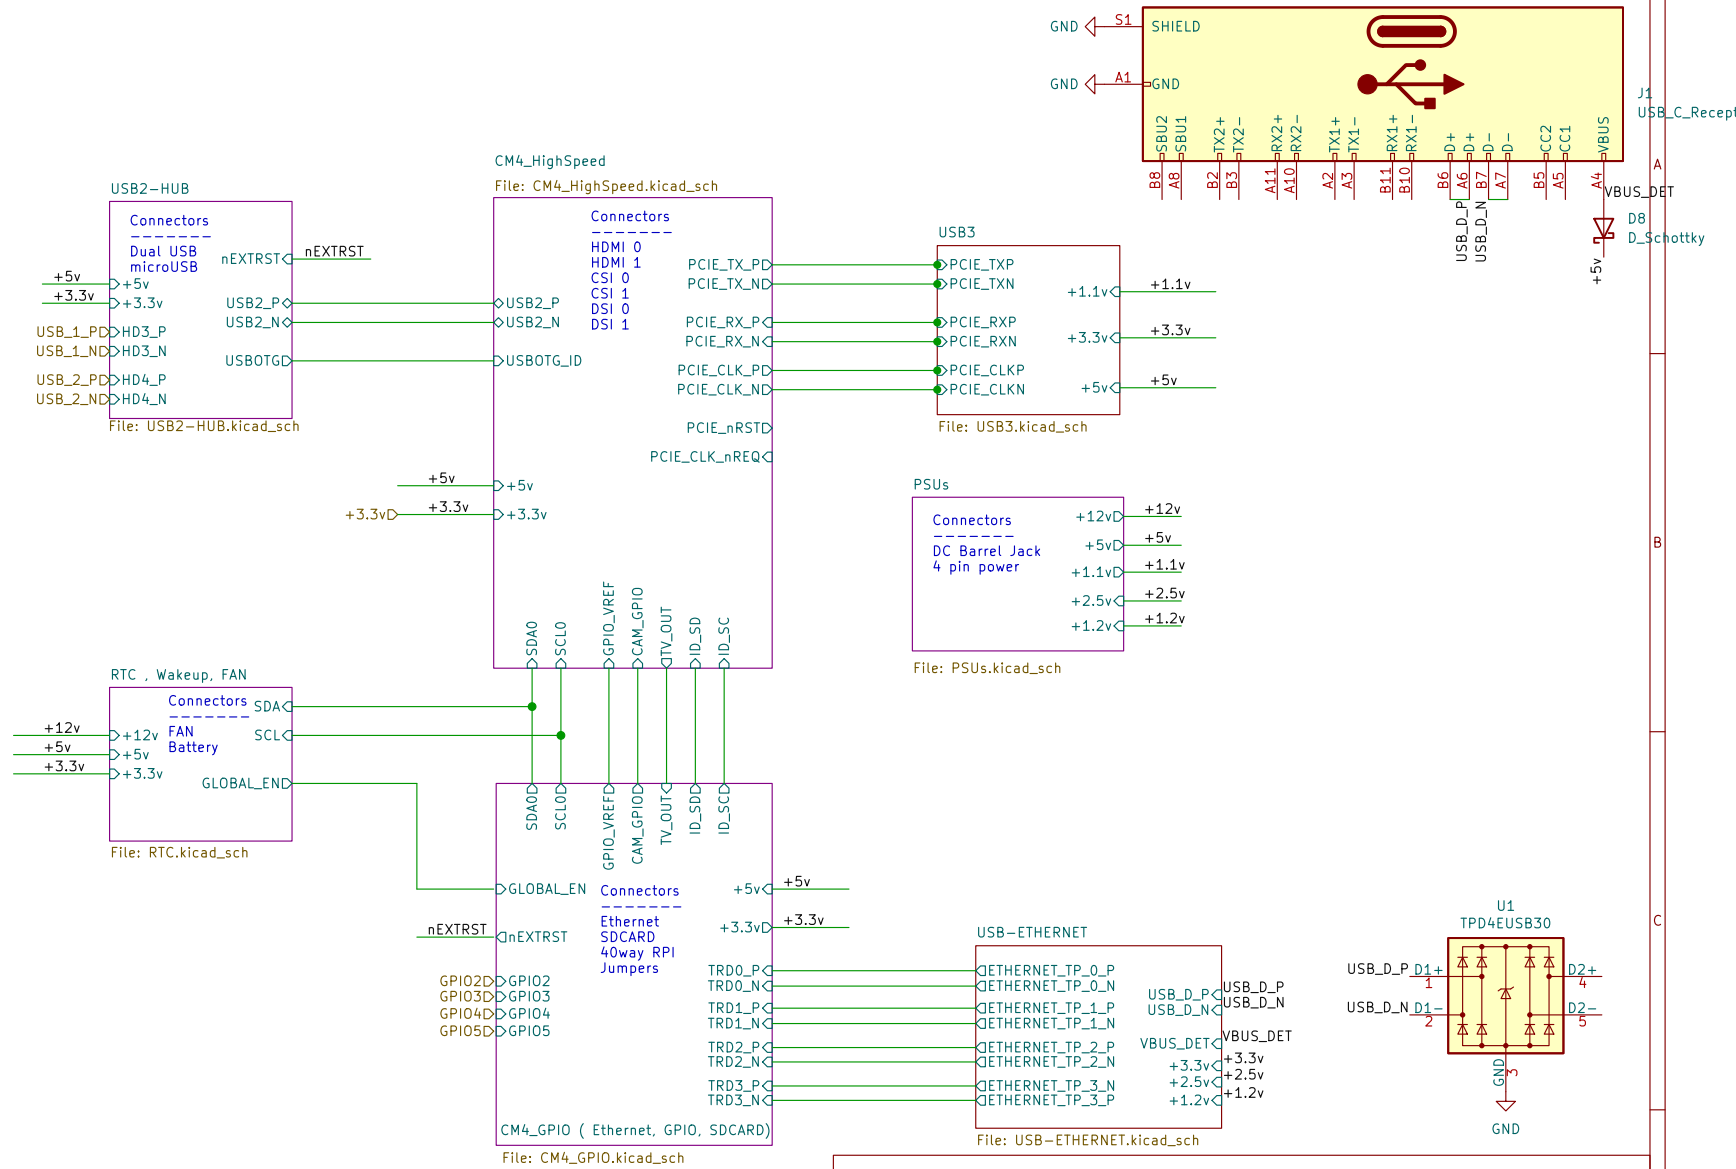 GND
S1
SHIELD
GND
A1
GND
SBU2
SBU1
TX2+
TX2-
RX2+
RX2-
TX1+
TX1-
RX1+
RX1-
D+
D+
D-
D-
CC2
CC1
VBUS
B8
A8
B2
B3
A11
A10
A2
A3
B11
B10
B6
A6
B7
A7
B5
A5
A4
J1
USB_C_Recept
A
VBUS_DET
USB_D_P
USB_D_N
D8
D_Schottky
+5v
USB2-HUB
Connectors
-------
Dual USB
microUSB
nEXTRST
nEXTRST
+5v
+5v
+3.3v
+3.3v
USB2_P
USB2_N
USB_1_P
HD3_P
USB_1_N
HD3_N
USBOTG
USB_2_P
HD4_P
USB_2_N
HD4_N
File: USB2-HUB.kicad_sch
CM4_HighSpeed
File: CM4_HighSpeed.kicad_sch
Connectors
-------
HDMI 0
HDMI 1
CSI 0
CSI 1
DSI 0
DSI 1
USB2_P
USB2_N
USBOTG_ID
PCIE_TX_P
PCIE_TX_N
PCIE_RX_P
PCIE_RX_N
PCIE_CLK_P
PCIE_CLK_N
PCIE_nRST
PCIE_CLK_nREQ
+5v
+5v
+3.3v
+3.3v
+3.3v
SDA0
SCL0
GPIO_VREF
CAM_GPIO
TV_OUT
ID_SD
ID_SC
USB3
PCIE_TXP
PCIE_TXN
PCIE_RXP
PCIE_RXN
PCIE_CLKP
PCIE_CLKN
+1.1v
+1.1v
+3.3v
+3.3v
+5v
+5v
File: USB3.kicad_sch
PSUs
Connectors
-------
DC Barrel Jack
4 pin power
+12v
+12v
+5v
+5v
+1.1v
+1.1v
+2.5v
+2.5v
+1.2v
+1.2v
File: PSUs.kicad_sch
B
RTC , Wakeup, FAN
Connectors
-------
FAN
Battery
SDA
SCL
+12v
+12v
+5v
+5v
+3.3v
+3.3v
GLOBAL_EN
File: RTC.kicad_sch
SDA0
SCL0
GPIO_VREF
CAM_GPIO
TV_OUT
ID_SD
ID_SC
GLOBAL_EN
nEXTRST
nEXTRST
Connectors
-------
Ethernet
SDCARD
40way RPI
Jumpers
+5v
+5v
+3.3v
+3.3v
GPIO2
GPIO2
GPIO3
GPIO3
GPIO4
GPIO4
GPIO5
GPIO5
TRD0_P
TRD0_N
TRD1_P
TRD1_N
TRD2_P
TRD2_N
TRD3_P
TRD3_N
CM4_GPIO ( Ethernet, GPIO, SDCARD)
File: CM4_GPIO.kicad_sch
USB-ETHERNET
ETHERNET_TP_0_P
ETHERNET_TP_0_N
ETHERNET_TP_1_P
ETHERNET_TP_1_N
ETHERNET_TP_2_P
ETHERNET_TP_2_N
ETHERNET_TP_3_N
ETHERNET_TP_3_P
USB_D_P
USB_D_P
USB_D_N
USB_D_N
VBUS_DET
VBUS_DET
+3.3v
+3.3v
+2.5v
+2.5v
+1.2v
+1.2v
File: USB-ETHERNET.kicad_sch
C
U1
TPD4EUSB30
USB_D_P
D1+
1
D2+
4
USB_D_N
D1-
2
D2-
5
GND
3
GND